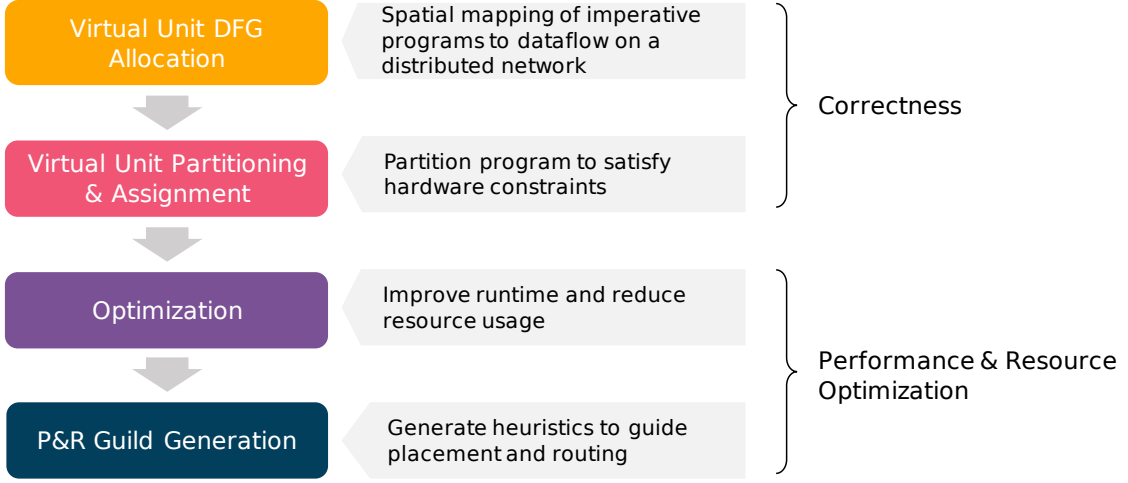 Virtual Unit DFG
Allocation
Spatial mapping of imperative
programs to dataflow on a
distributed network
Correctness
Virtual Unit Partitioning
& Assignment
Partition program to satisfy
hardware constraints
Optimization
Improve runtime and reduce
resource usage
Performance & Resource
Optimization
P&R Guild Generation
Generate heuristics to guide
placement and routing